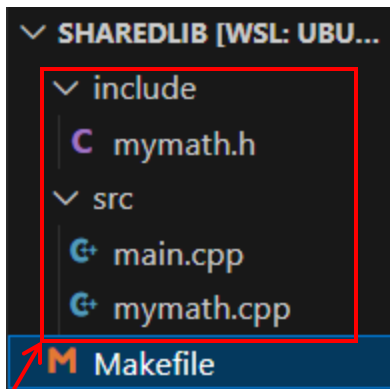 SHAREDLIB [WSL: UBU...
include
C mymath.h
src
C++ main.cpp
C++ mymath.cpp
M Makefile